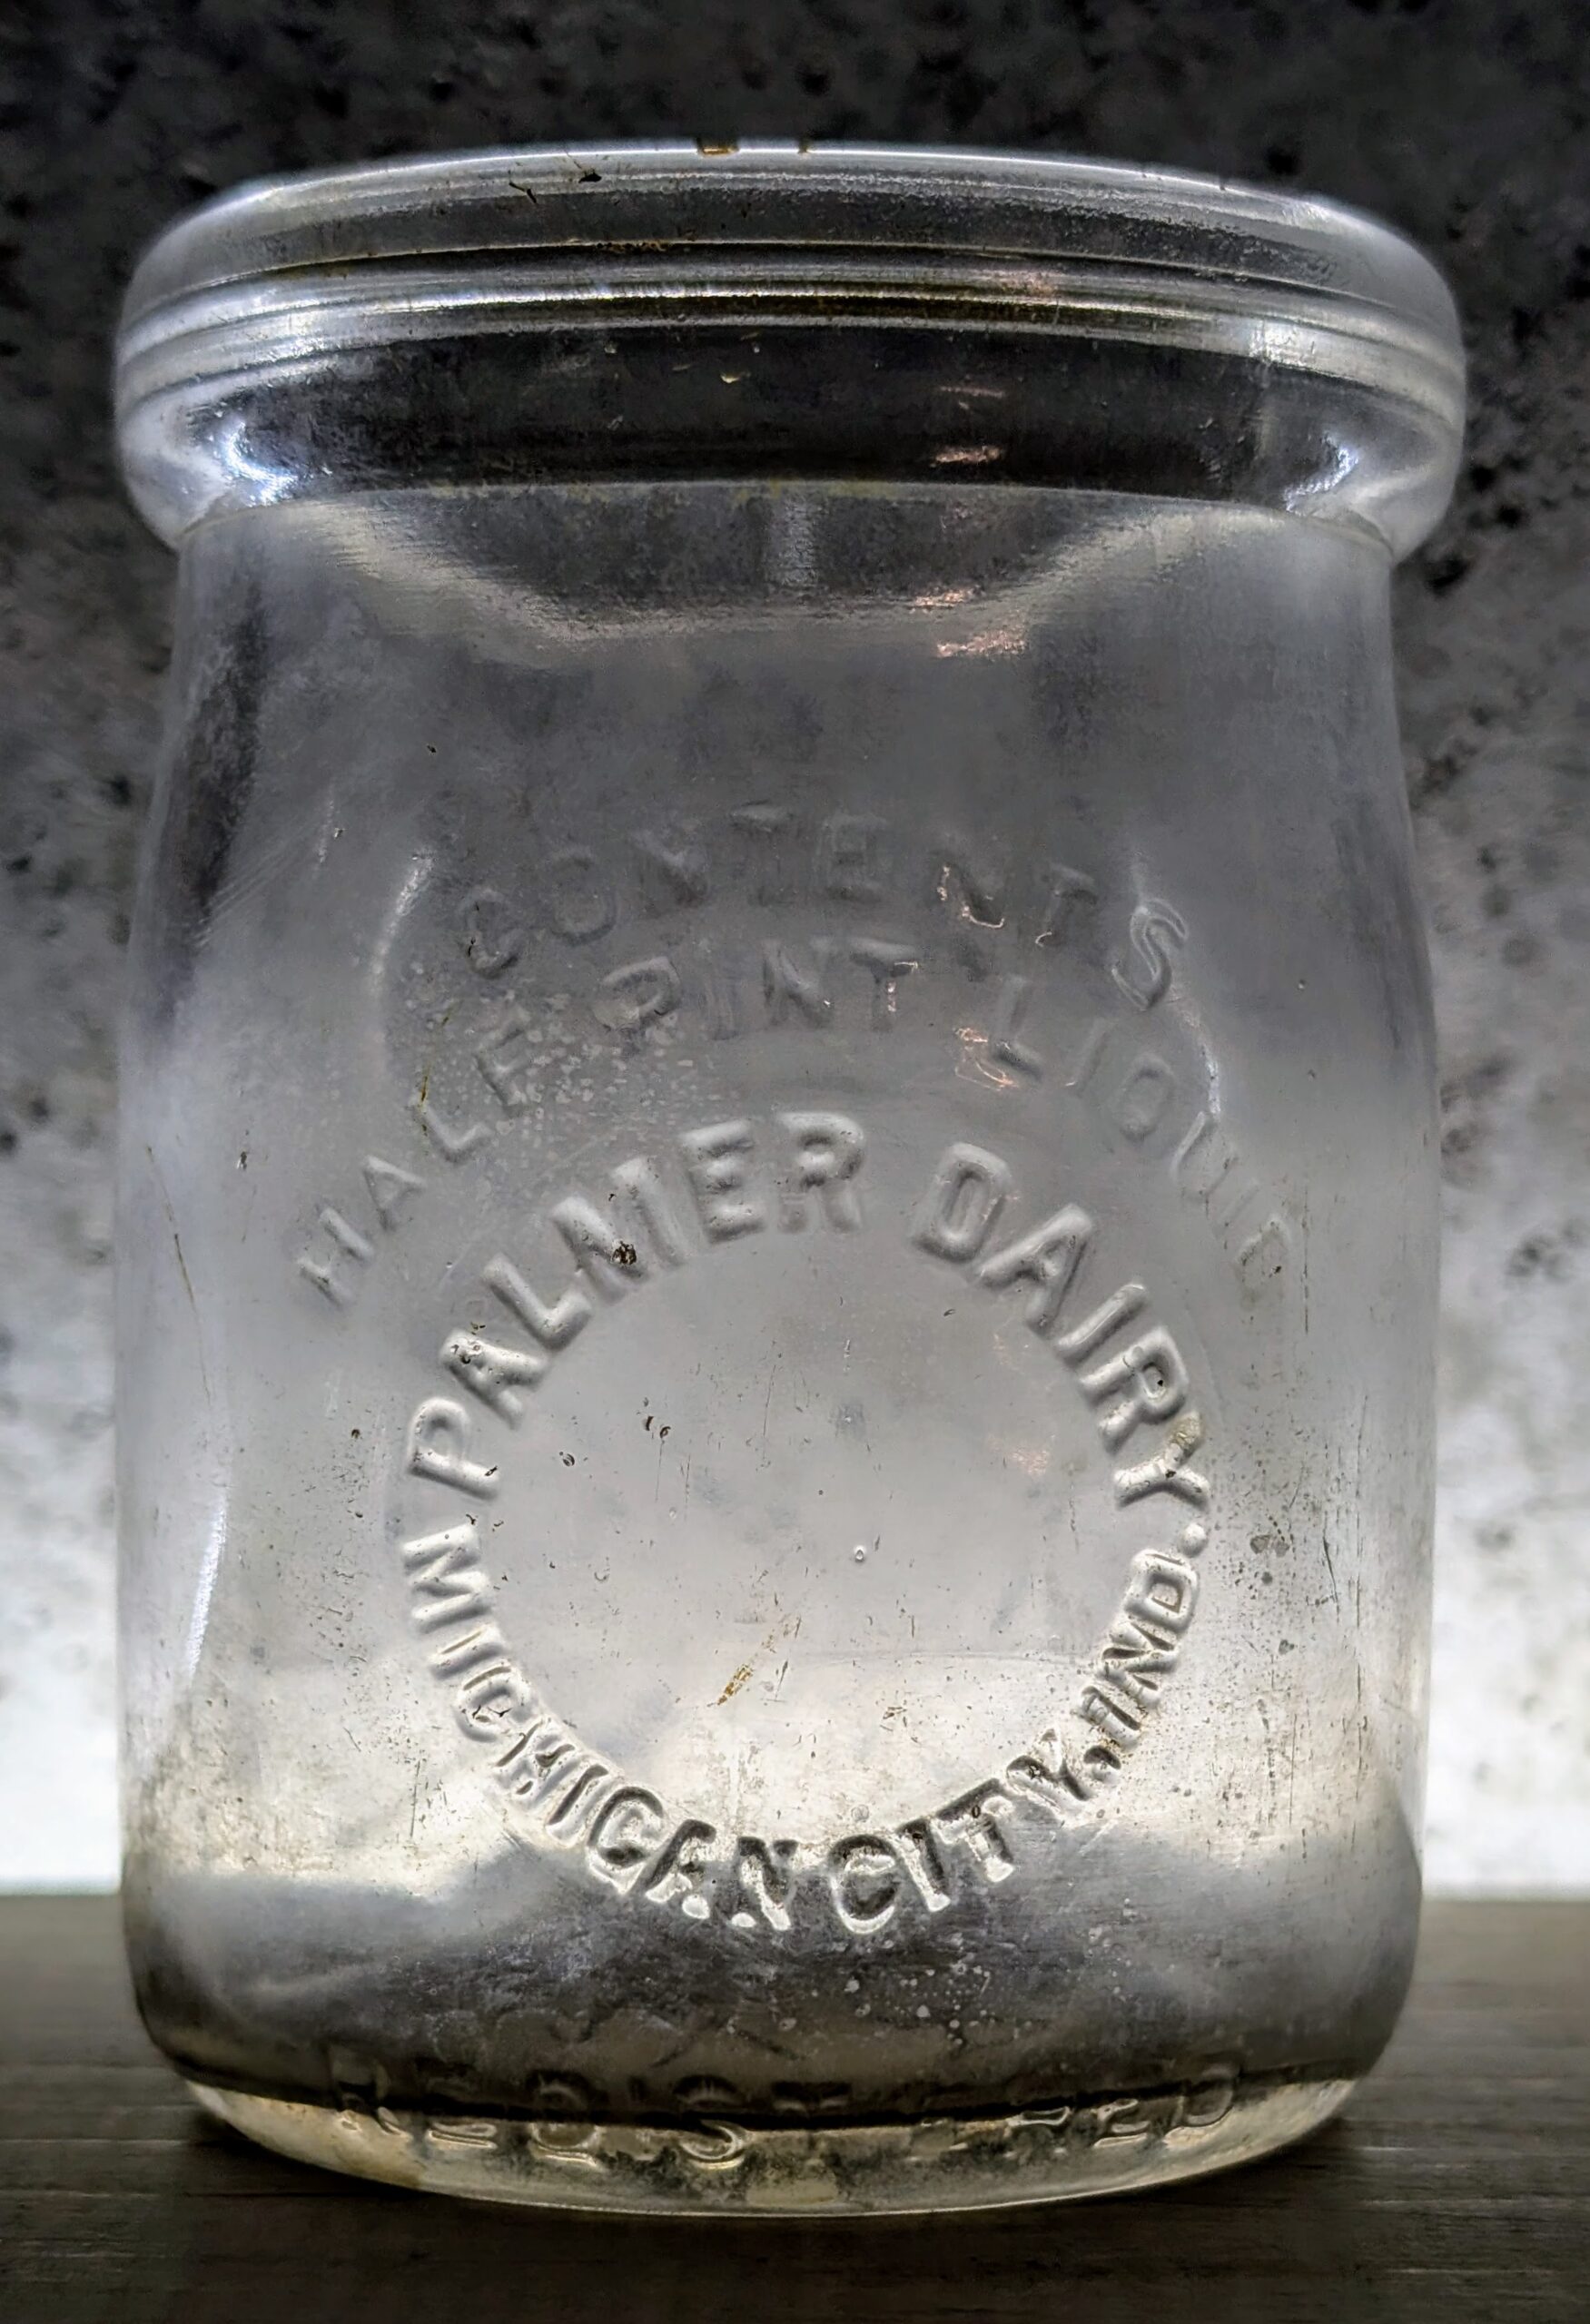 CONTENTS
HALF PINT LIQUID
PALMER DAIRY.
MICHIGAN CITY, IND.
REGISTERED